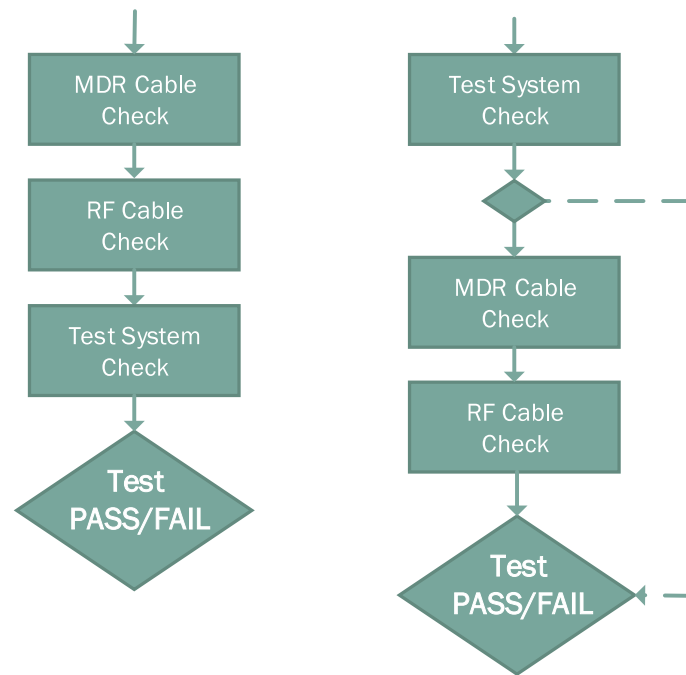 MDR Cable
Check
RF Cable
Check
Test System
Check
Test
PASS/FAIL
Test System
Check
MDR Cable
Check
RF Cable
Check
Test
PASS/FAIL